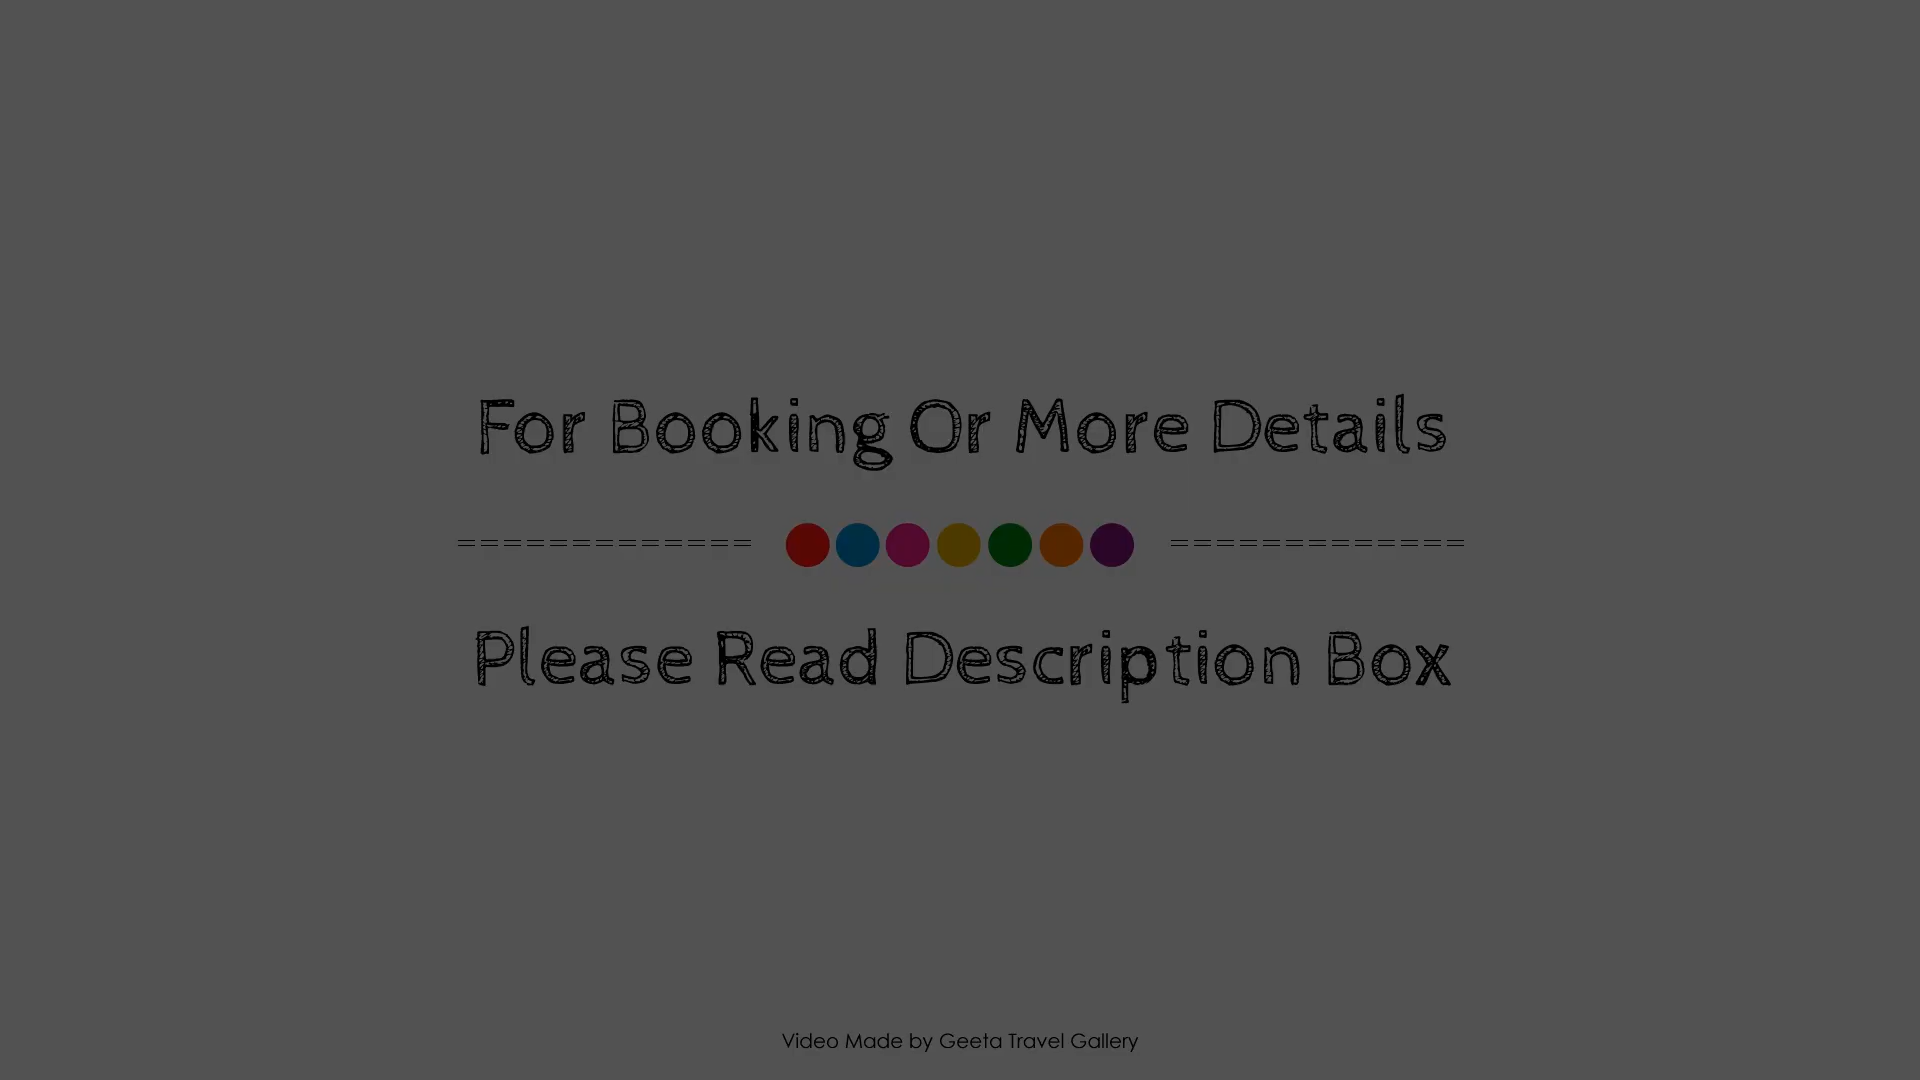 For Booking Or More Details
============= =============
Please Read Description Box
Video Made by Geeta Travel Gallery